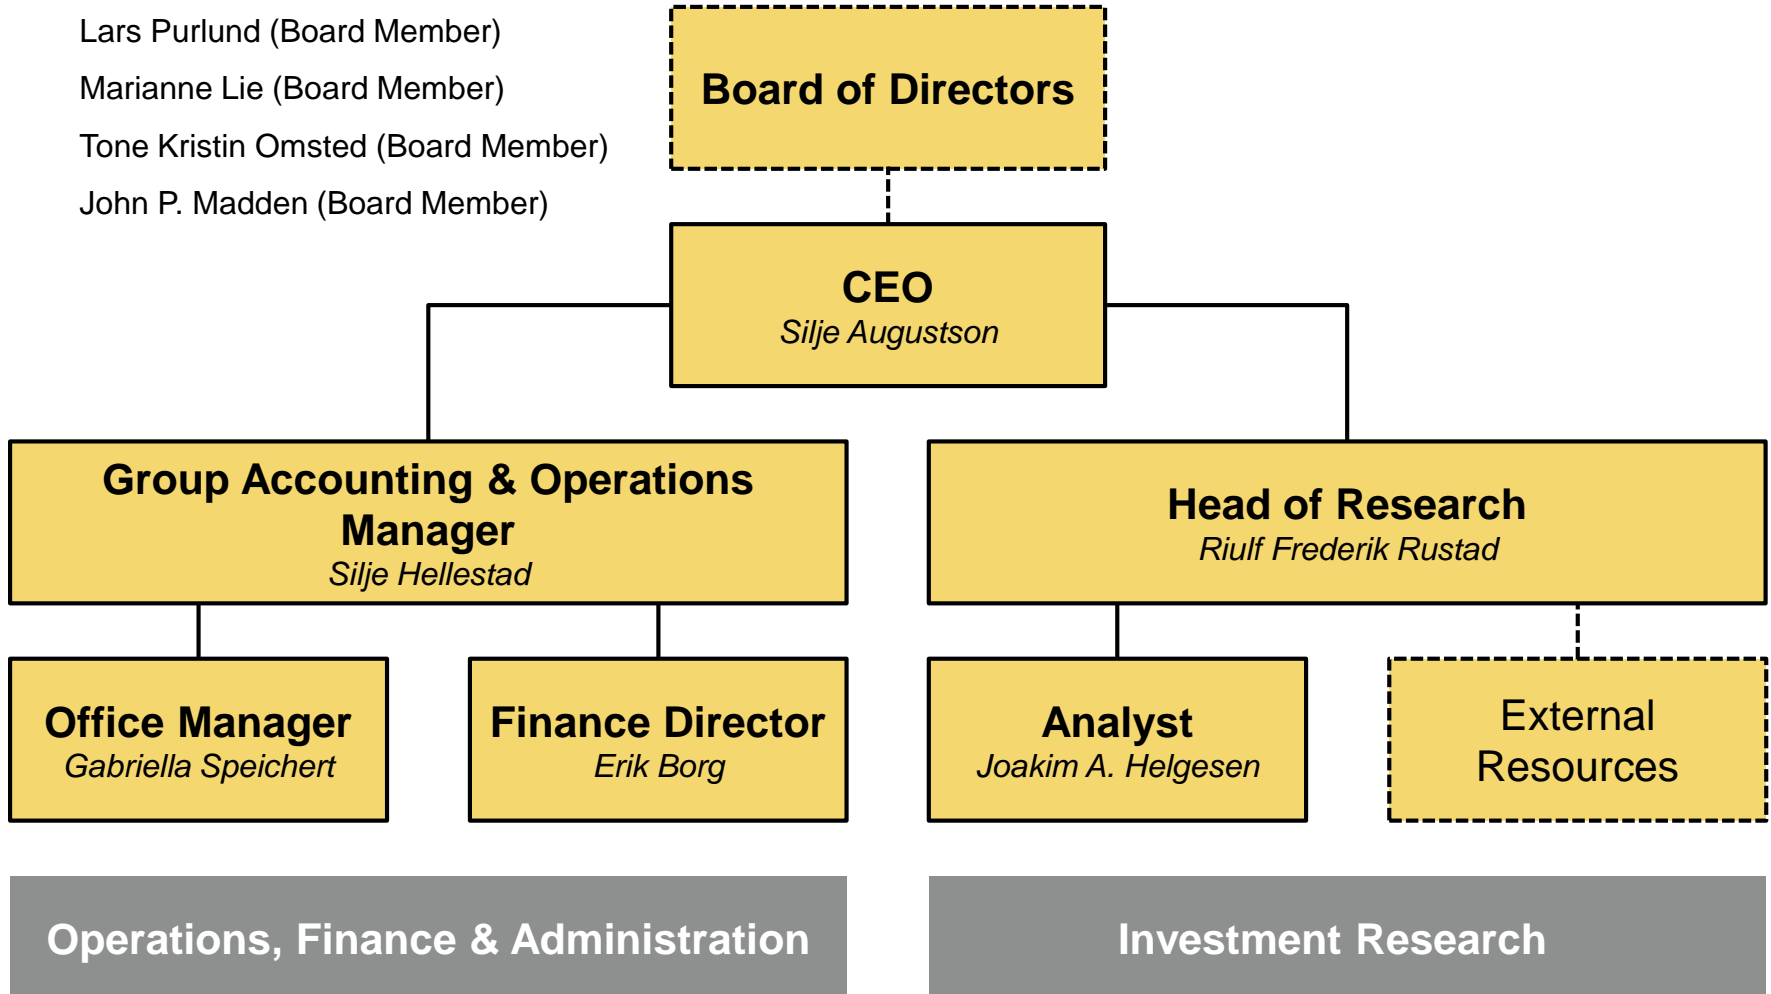 Lars Purlund (Board Member)
Marianne Lie (Board Member)
Tone Kristin Omsted (Board Member)
John P. Madden (Board Member)
Board of Directors
CEO
Silje Augustson
Group Accounting & Operations
Manager
Silje Hellestad
Head of Research
Riulf Frederik Rustad
Office Manager
Gabriella Speichert
Finance Director
Erik Borg
Analyst
Joakim A. Helgesen
External
Resources
Operations, Finance & Administration
Investment Research